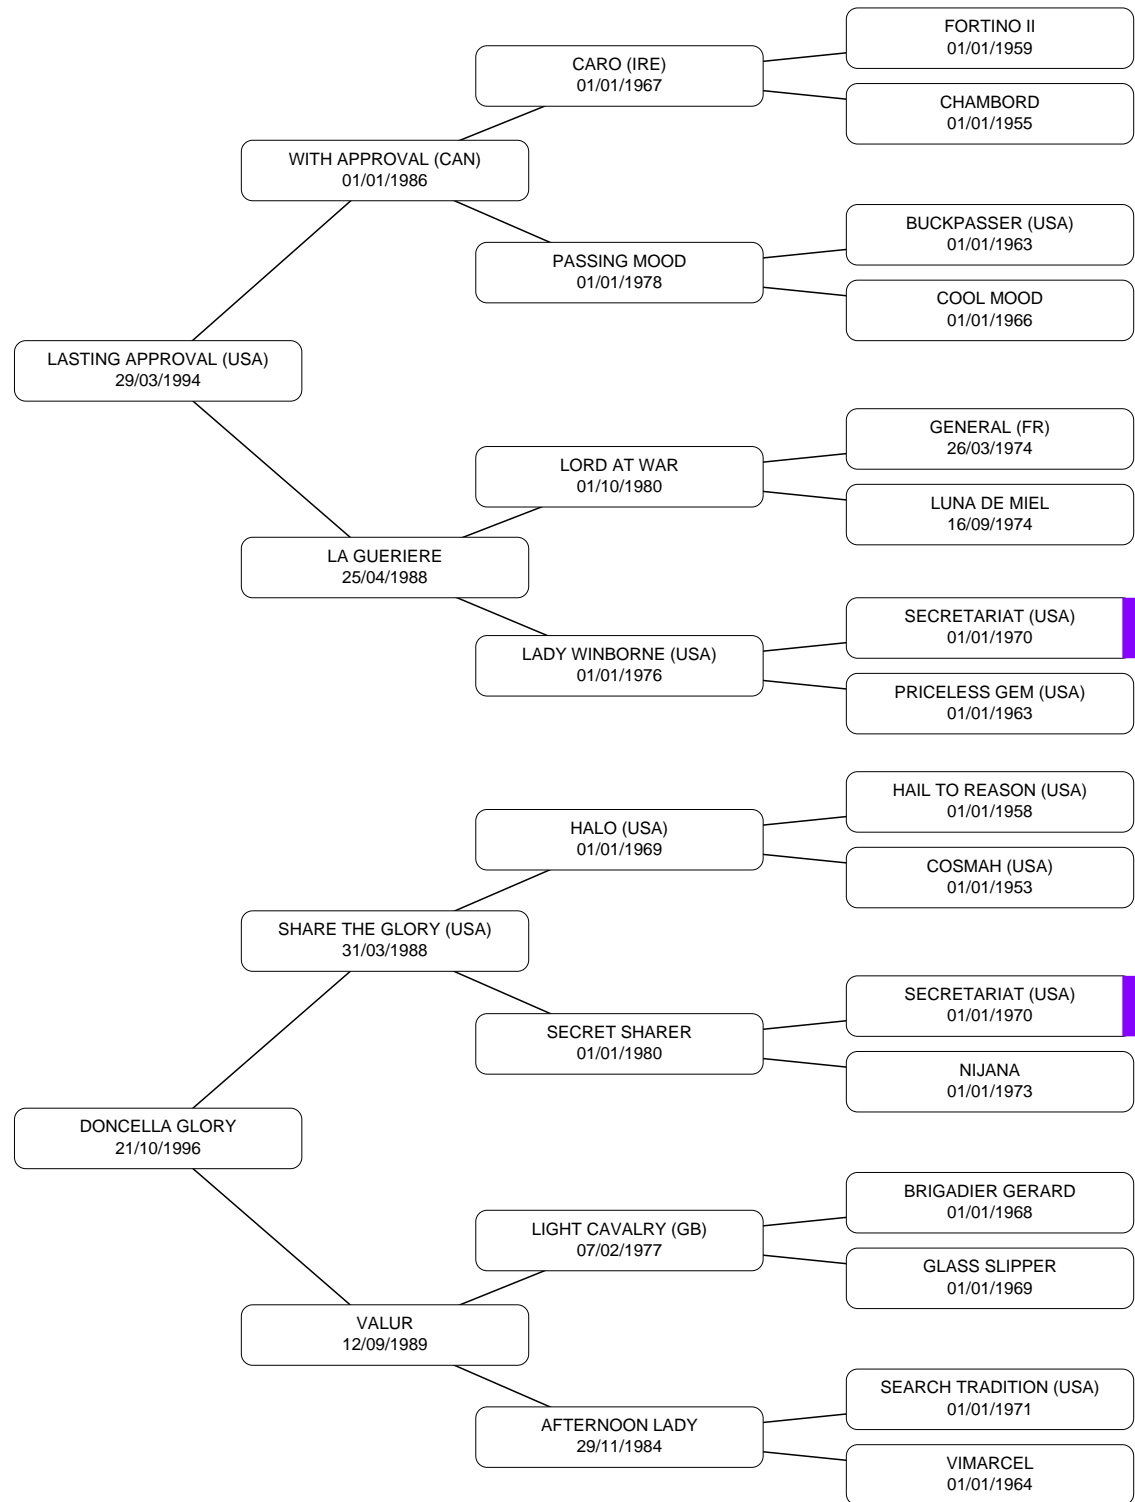 FORTINO II
01/01/1959
CARO (IRE)
01/01/1967
CHAMBORD
01/01/1955
WITH APPROVAL (CAN)
01/01/1986
BUCKPASSER (USA)
01/01/1963
PASSING MOOD
01/01/1978
COOL MOOD
01/01/1966
LASTING APPROVAL (USA)
29/03/1994
GENERAL (FR)
26/03/1974
LORD AT WAR
01/10/1980
LUNA DE MIEL
16/09/1974
LA GUERIERE
25/04/1988
SECRETARIAT (USA)
01/01/1970
LADY WINBORNE (USA)
01/01/1976
PRICELESS GEM (USA)
01/01/1963
HAIL TO REASON (USA)
01/01/1958
HALO (USA)
01/01/1969
COSMAH (USA)
01/01/1953
SHARE THE GLORY (USA)
31/03/1988
SECRETARIAT (USA)
01/01/1970
SECRET SHARER
01/01/1980
NIJANA
01/01/1973
DONCELLA GLORY
21/10/1996
BRIGADIER GERARD
01/01/1968
LIGHT CAVALRY (GB)
07/02/1977
GLASS SLIPPER
01/01/1969
VALUR
12/09/1989
SEARCH TRADITION (USA)
01/01/1971
AFTERNOON LADY
29/11/1984
VIMARCEL
01/01/1964